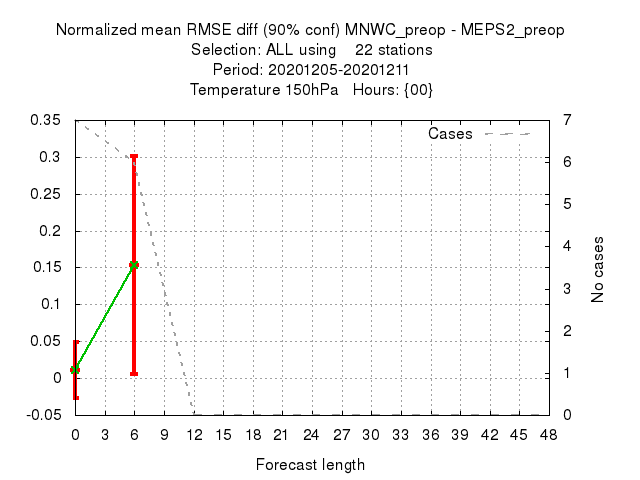 Normalized mean RMSE diff (90% conf) MNWC_preop - MEPS2_preop
Selection: ALL using 22 stations
Period: 20201205-20201211
Temperature 150hPa Hours: {00}
Cases
0.35
0.3
0.25
0.2
0.15
0.1
0.05
0
-0.05
7
6
5
4
3
2
1
0
No cases
0 3 6 9 12 15 18 21 24 27 30 33 36 39 42 45 48
Forecast length